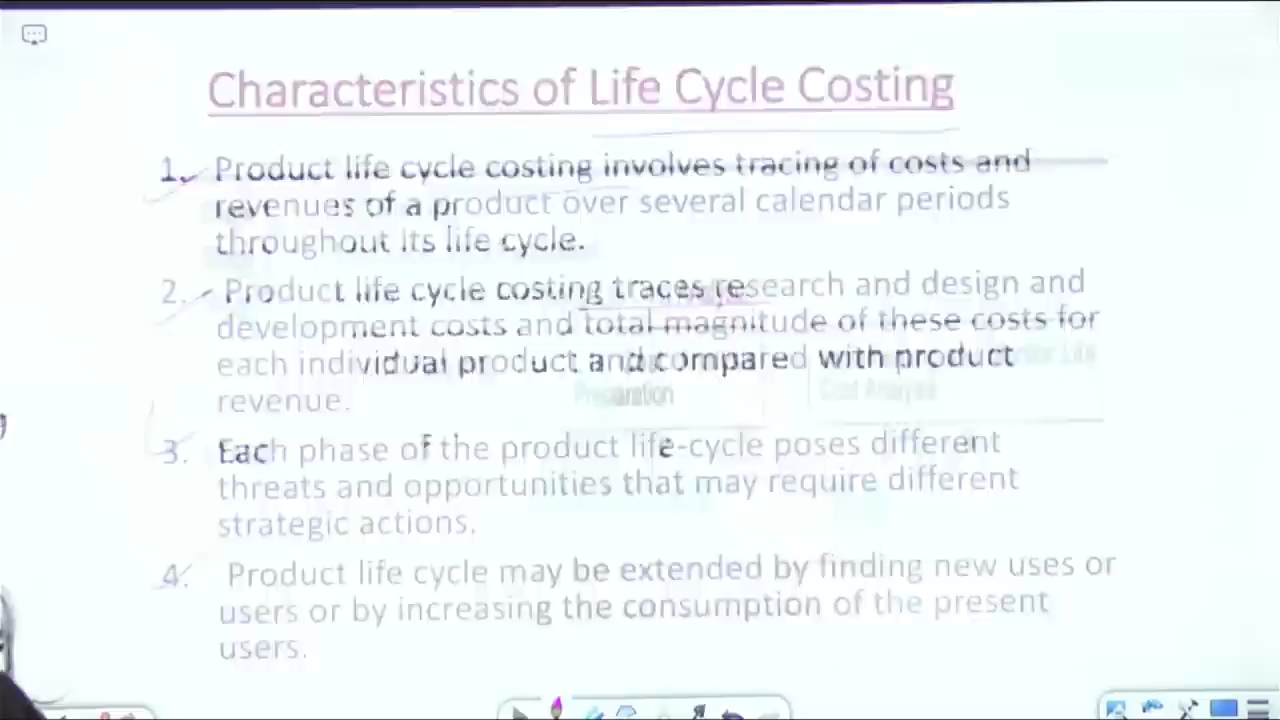 Characteristics of Life Cycle Costing
1. Product life cycle costing involves tracing of costs and
revenues of a product over several calendar periods
throughout its life cycle.
2. Product life cycle costing traces research and design and
development costs and total magnitude of these costs for
each individual product and compared with product
revenue.
Preparation
Cost Analysis
3. Each phase of the product life-cycle poses different
threats and opportunities that may require different
strategic actions.
4. Product life cycle may be extended by finding new uses or
users or by increasing the consumption of the present
users.